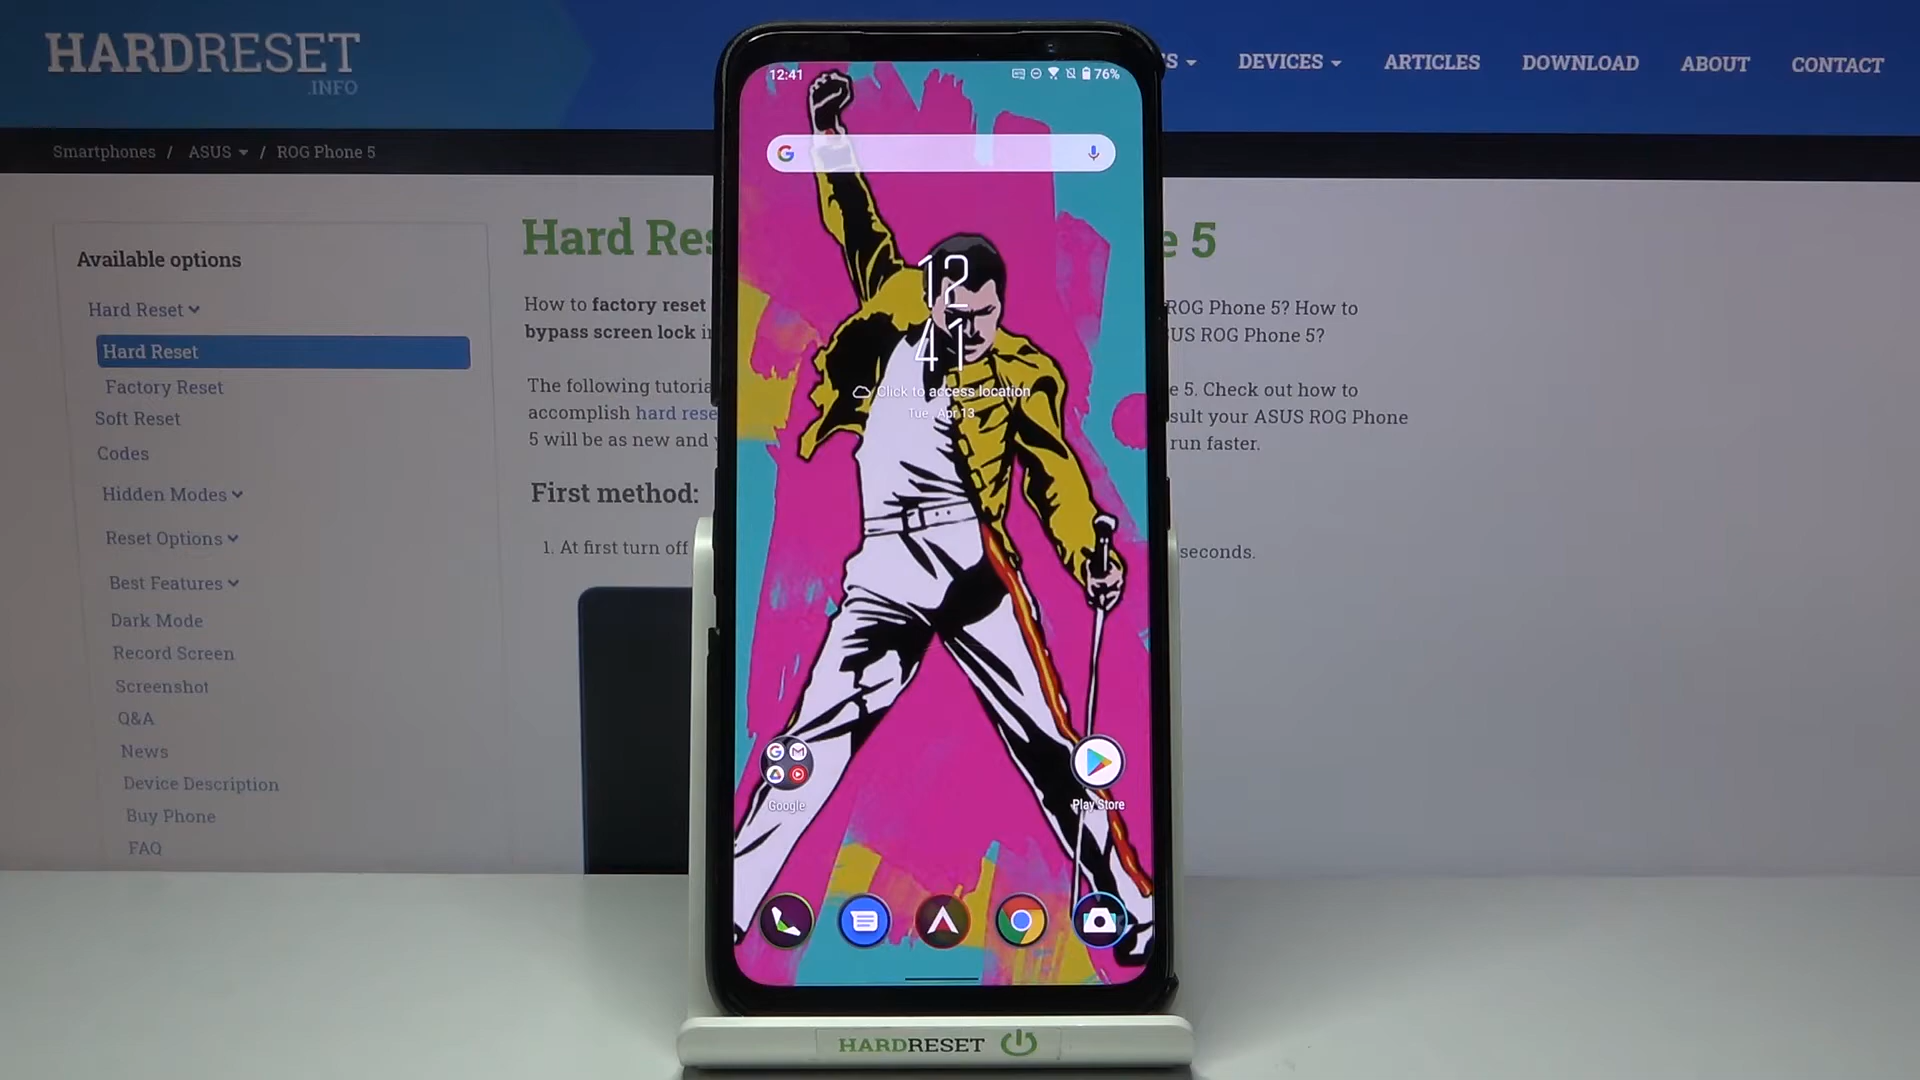 HARDRESET
.INFO
S
DEVICES
ARTICLES
DOWNLOAD
ABOUT
CONTACT
Smartphones / ASUS / ROG Phone 5
Available options
Hard Reset
Hard Reset
Factory Reset
Soft Reset
Codes
Hidden Modes
Reset Options
Best Features
Dark Mode
Record Screen
Screenshot
Q&A
News
Device Description
Buy Phone
FAQ
Hard Res
e 5
How to factory reset
ROG Phone 5? How to
bypass screen lock i
US ROG Phone 5?
The following tutoria
e 5. Check out how to
accomplish hard rese
sult your ASUS ROG Phone
5 will be as new and
run faster.
First method:
1. At first turn off
seconds.
12:41
76%
12
41
Click to access location
Tue, Apr 13
Google
Play Store
HARDRESET